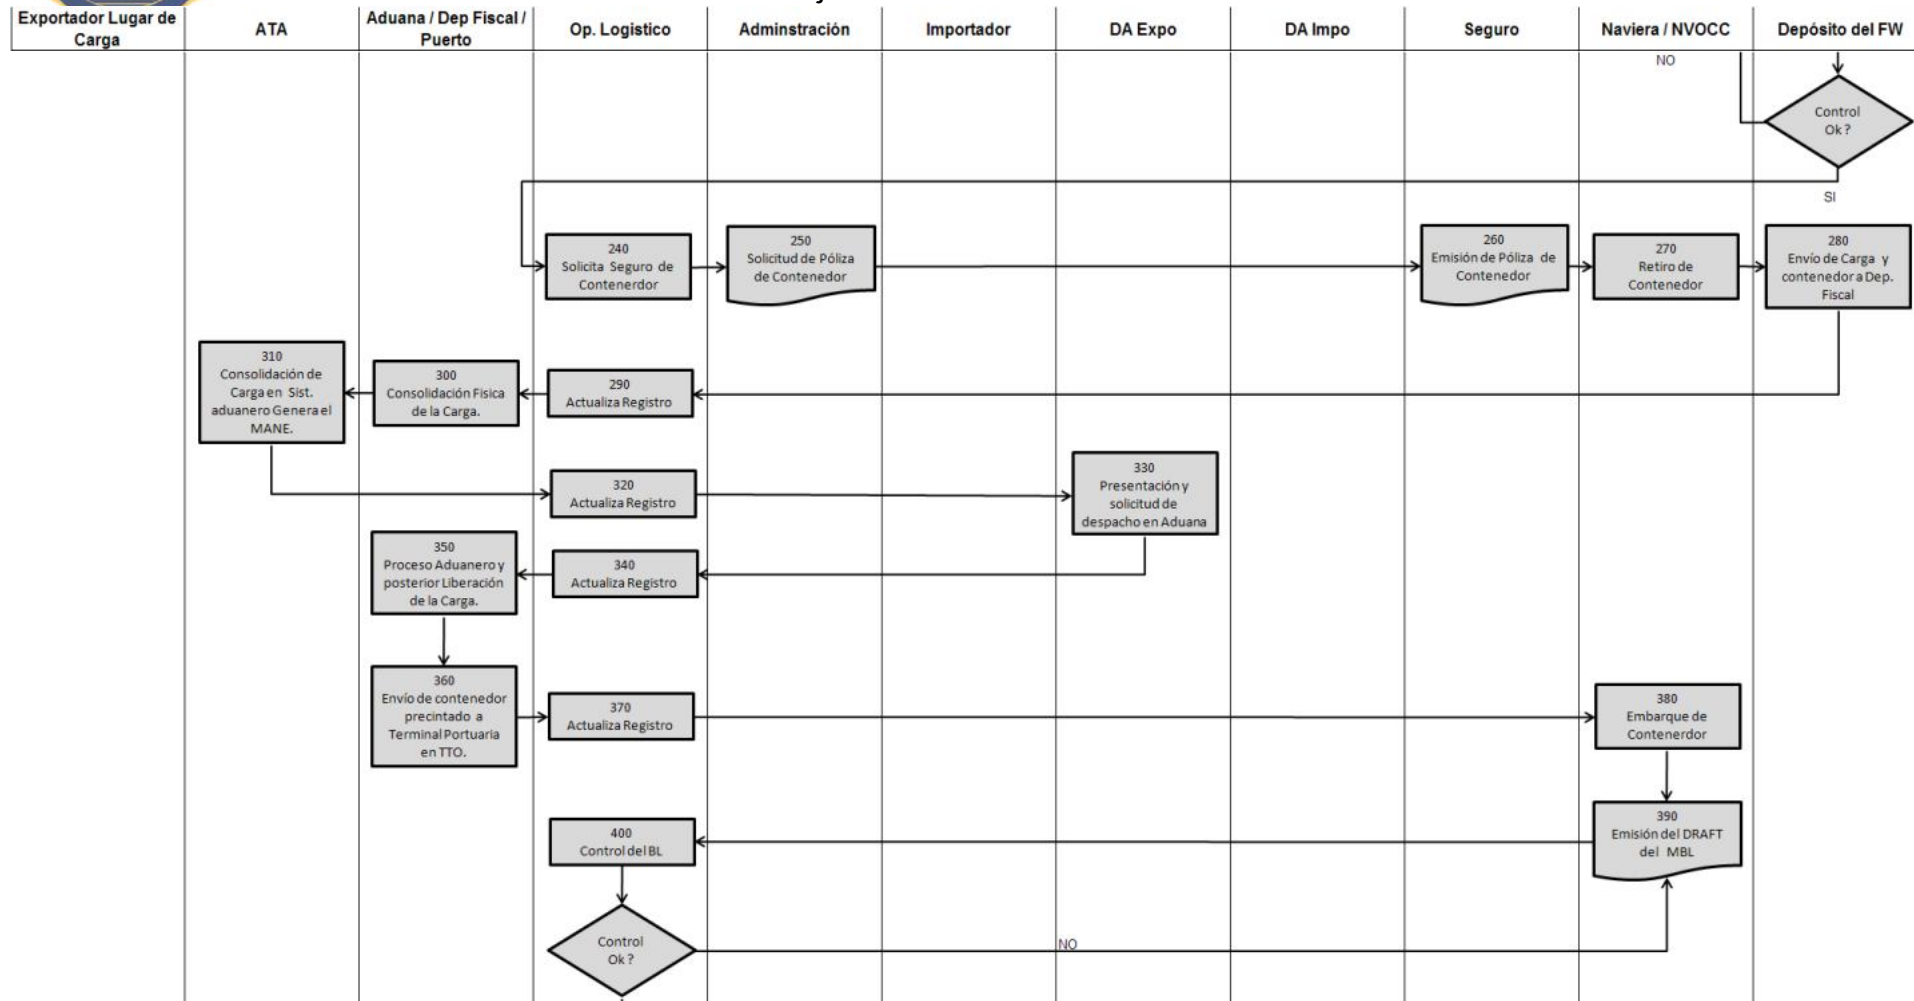 Exportador Lugar de
Carga
ATA
Aduana / Dep Fiscal /
Puerto
Op. Logistico
Adminstración
Importador
DA Expo
DA Impo
Seguro
Naviera / NVOCC
Depósito del FW
NO
Control
Ok ?
SI
240
Solicita Seguro de
Contenerdor
250
Solicitud de Póliza
de Contenedor
260
Emisión de Póliza de
Contenedor
270
Retiro de
Contenedor
280
Envío de Carga y
contenedor a Dep.
Fiscal
310
Consolidación de
Carga en Sist.
aduanero Genera el
MANE.
300
Consolidación Fisica
de la Carga.
290
Actualiza Registro
320
Actualiza Registro
330
Presentación y
solicitud de
despacho en Aduana
350
Proceso Aduanero y
posterior Liberación
de la Carga.
340
Actualiza Registro
360
Envío de contenedor
precintado a
Terminal Portuaria
en TTO.
370
Actualiza Registro
380
Embarque de
Contenerdor
390
Emisión del DRAFT
del MBL
400
Control del BL
Control
Ok ?
NO